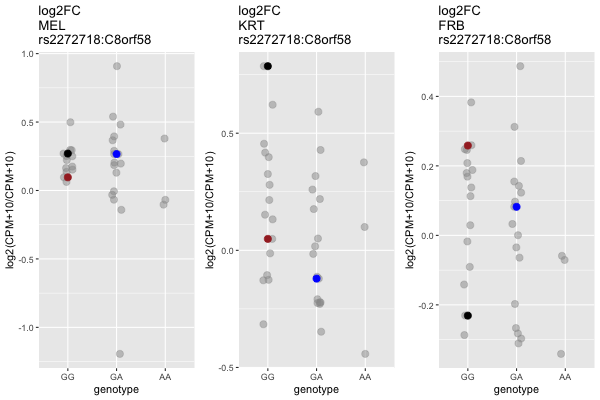 log2FC
MEL
rs2272718:C8orf58
log2(CPM+10/CPM+10)
1.0
0.5
0.0
-0.5
-1.0
GG GA AA
genotype
log2FC
KRT
rs2272718:C8orf58
log2(CPM+10/CPM+10)
0.5
0.0
-0.5
GG GA AA
genotype
log2FC
FRB
rs2272718:C8orf58
log2(CPM+10/CPM+10)
0.4
0.2
0.0
-0.2
GG GA AA
genotype